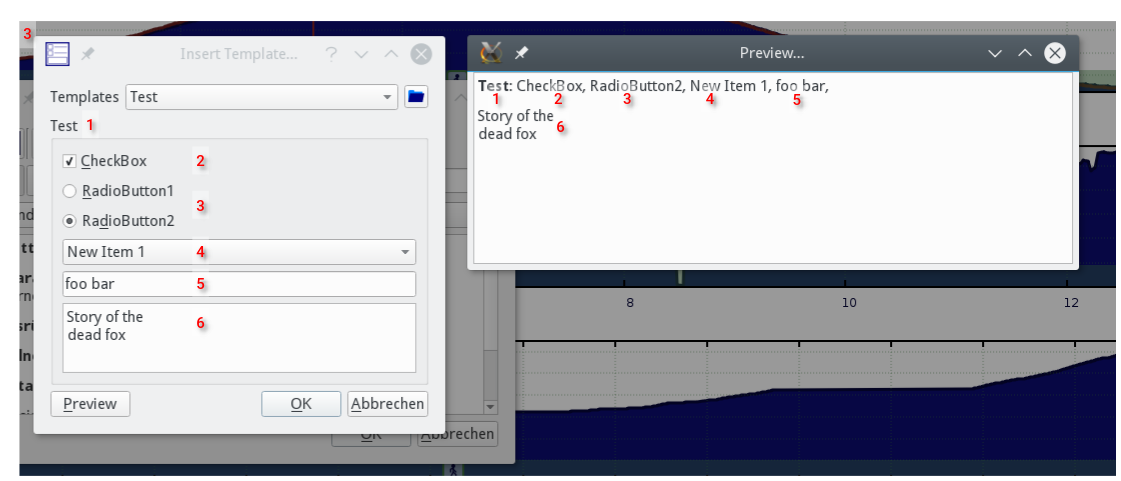 3
Insert Template... ?
Templates Test
Test 1
CheckBox 2
RadioButton1
3
RadioButton2
New Item 1 4
foo bar 5
Story of the
dead fox
6
Preview OK Abbrechen
OK Abbrechen
Preview...
Test: CheckBox, RadioButton2, New Item 1, foo bar,
1 2 3 4 5
Story of the
dead fox
6
8 10 12